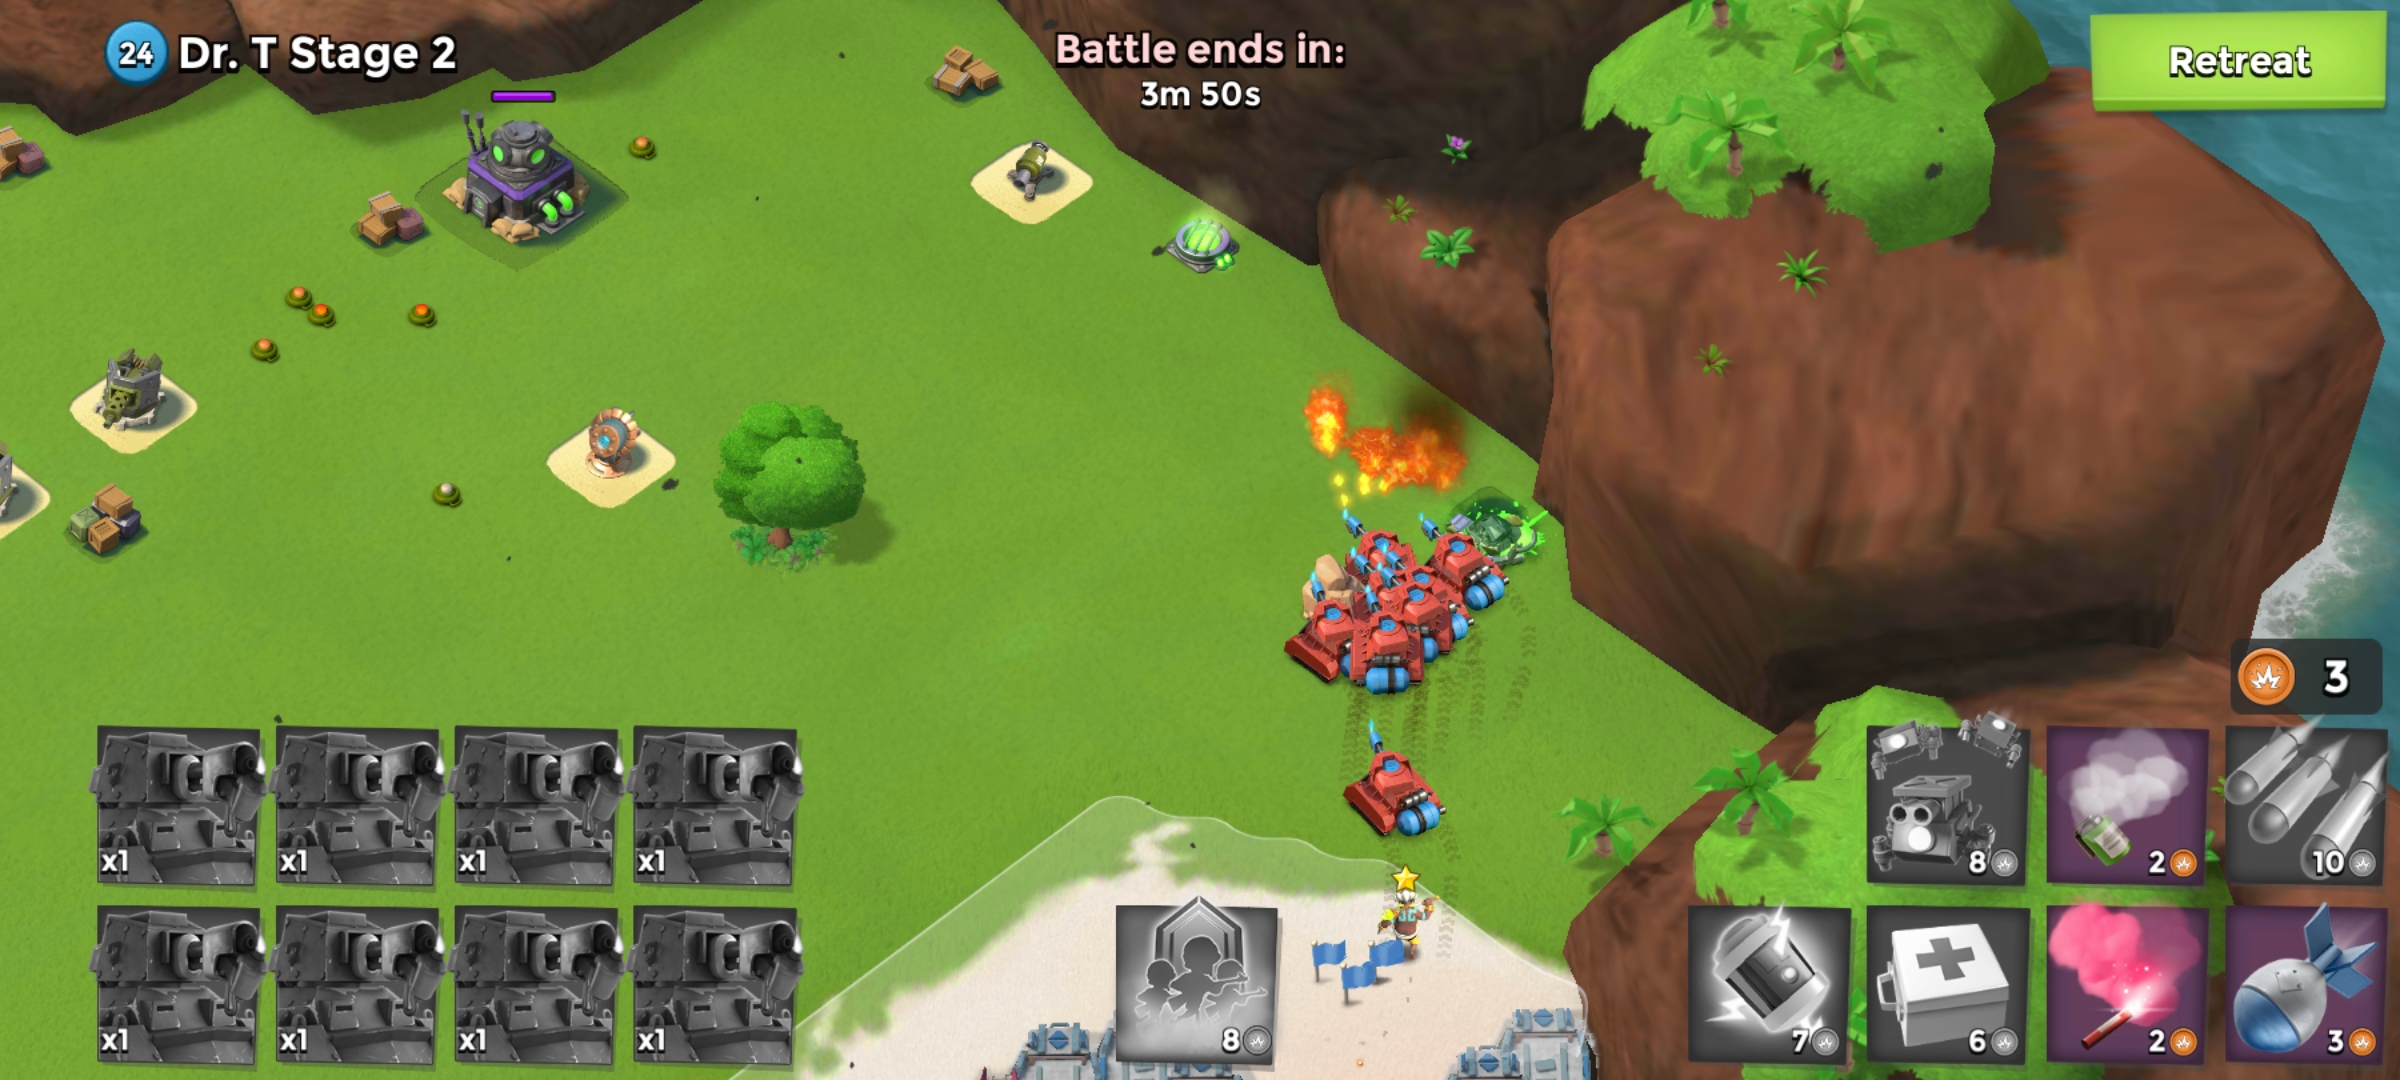 24 Dr. T Stage 2
Battle ends in:
3m 50s
Retreat
3
x1 x1 x1 x1
8 2 10
x1 x1 x1 x1
8
7 6 2 3